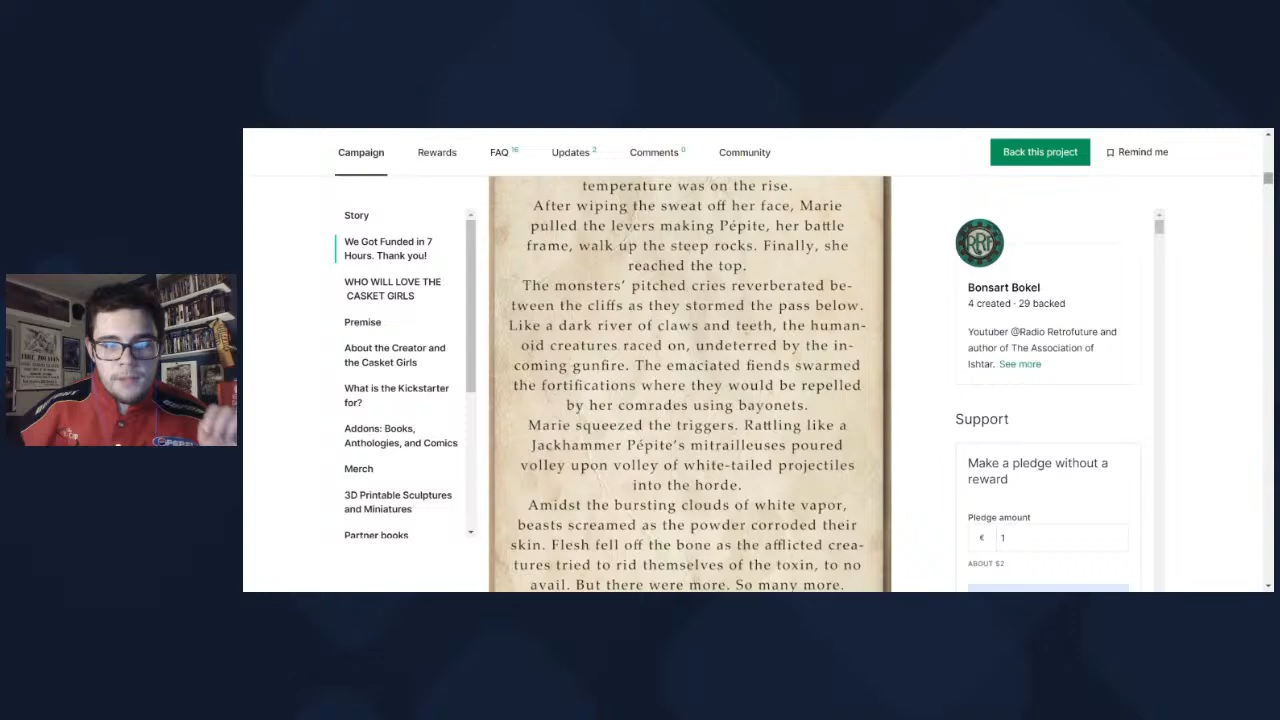 Campaign
Rewards
FAQ 16
Updates 2
Comments 0
Community
Back this project
Remind me
Story
We Got Funded in 7
Hours. Thank you!
WHO WILL LOVE THE
CASKET GIRLS
Premise
About the Creator and
the Casket Girls
What is the Kickstarter
for?
Addons: Books,
Anthologies, and Comics
Merch
3D Printable Sculptures
and Miniatures
Partner books
temperature was on the rise.
After wiping the sweat off her face, Marie
pulled the levers making Pépite, her battle
frame, walk up the steep rocks. Finally, she
reached the top.
The monsters' pitched cries reverberated be-
tween the cliffs as they stormed the pass below.
Like a dark river of claws and teeth, the human-
oid creatures raced on, undeterred by the in-
coming gunfire. The emaciated fiends swarmed
the fortifications where they would be repelled
by her comrades using bayonets.
Marie squeezed the triggers. Rattling like a
Jackhammer Pépite's mitrailleuses poured
volley upon volley of white-tailed projectiles
into the horde.
Amidst the bursting clouds of white vapor,
beasts screamed as the powder corroded their
skin. Flesh fell off the bone as the afflicted crea-
tures tried to rid themselves of the toxin, to no
avail. But there were more. So many more.
RRF
Bonsart Bokel
4 created · 29 backed
Youtuber @Radio Retrofuture and
author of The Association of
Ishtar. See more
Support
Make a pledge without a
reward
Pledge amount
€ 1
ABOUT $2
PEPSI